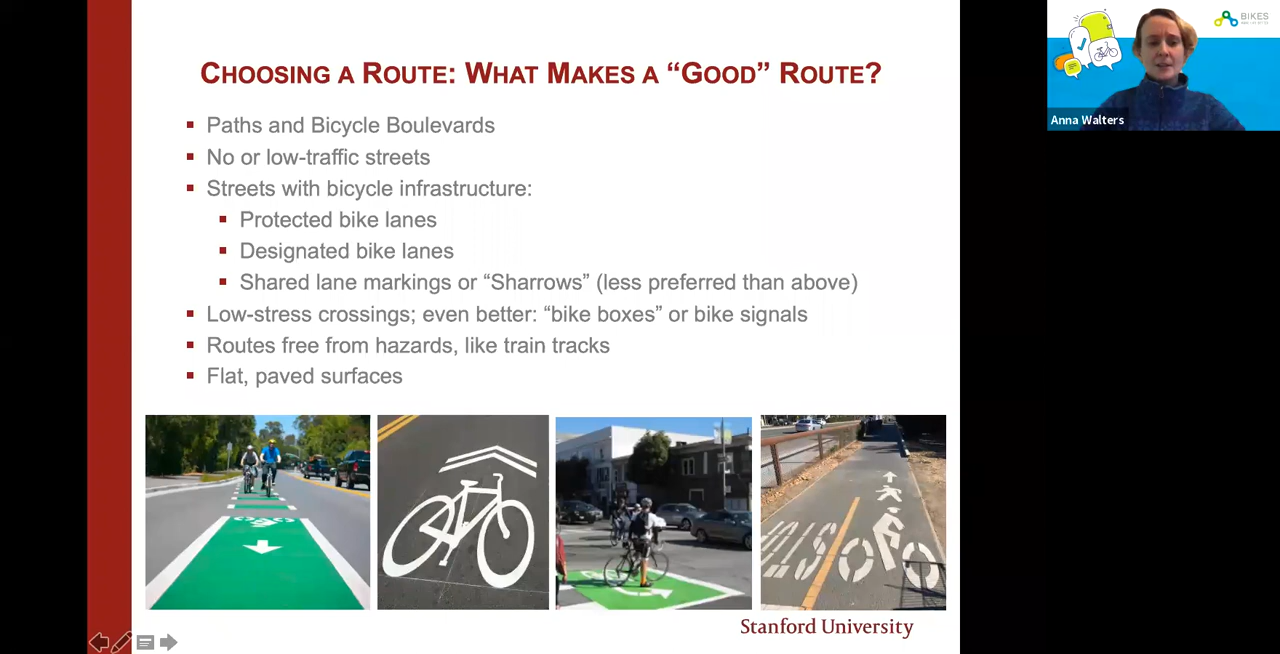 CHOOSING A ROUTE: WHAT MAKES A “GOOD” ROUTE?
Paths and Bicycle Boulevards
No or low-traffic streets
Streets with bicycle infrastructure:
Protected bike lanes
Designated bike lanes
Shared lane markings or “Sharrows” (less preferred than above)
Low-stress crossings; even better: “bike boxes” or bike signals
Routes free from hazards, like train tracks
Flat, paved surfaces
Stanford University
BIKES
Anna Walters